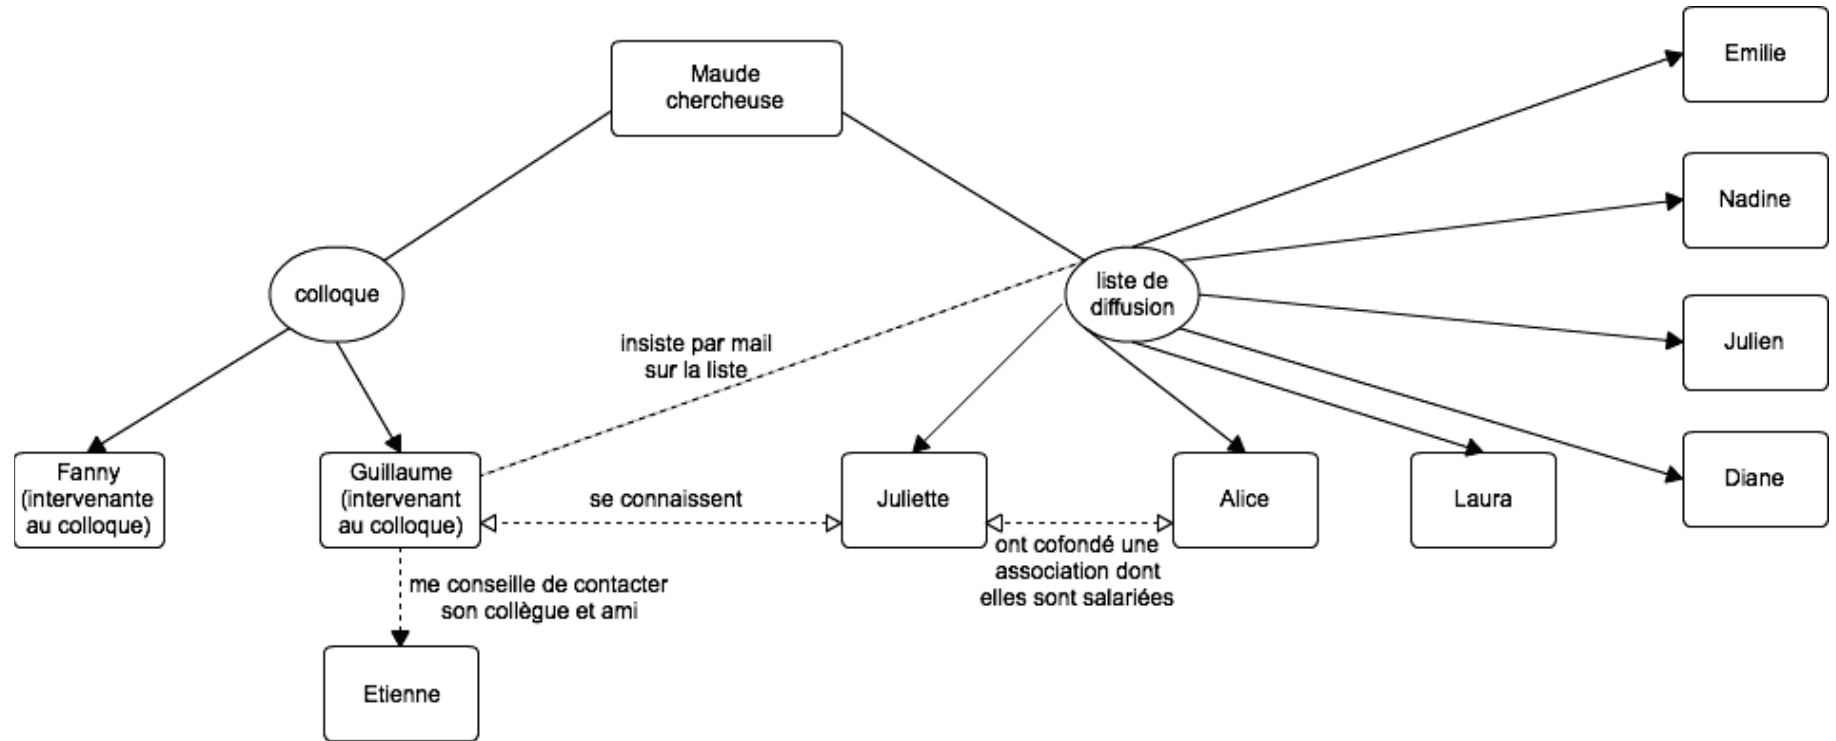 Maude
chercheuse
Emilie
Nadine
colloque
liste de
diffusion
insiste par mail
sur la liste
Julien
Fanny
(intervenante
au colloque)
Guillaume
(intervenant
au colloque)
se connaissent
Juliette
Alice
Laura
Diane
ont cofondé une
association dont
elles sont salariées
me conseille de contacter
son collègue et ami
Etienne